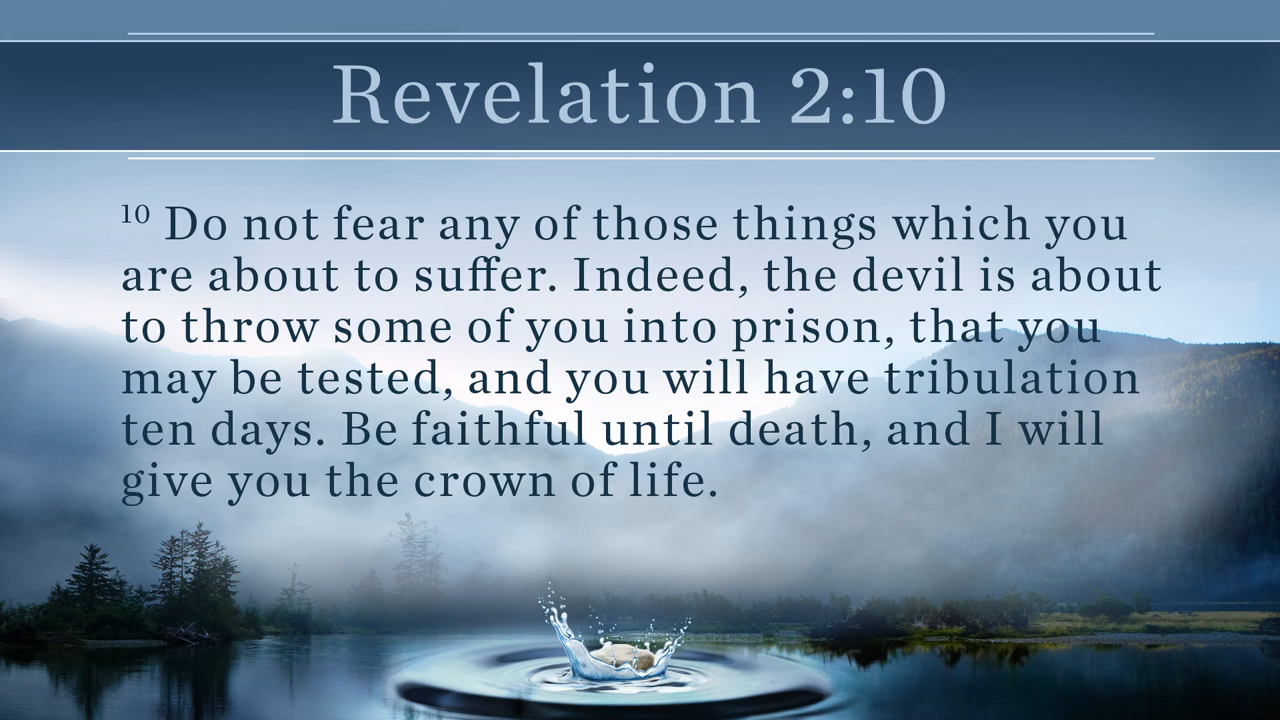 Revelation 2:10
10 Do not fear any of those things which you
are about to suffer. Indeed, the devil is about
to throw some of you into prison, that you
may be tested, and you will have tribulation
ten days. Be faithful until death, and I will
give you the crown of life.